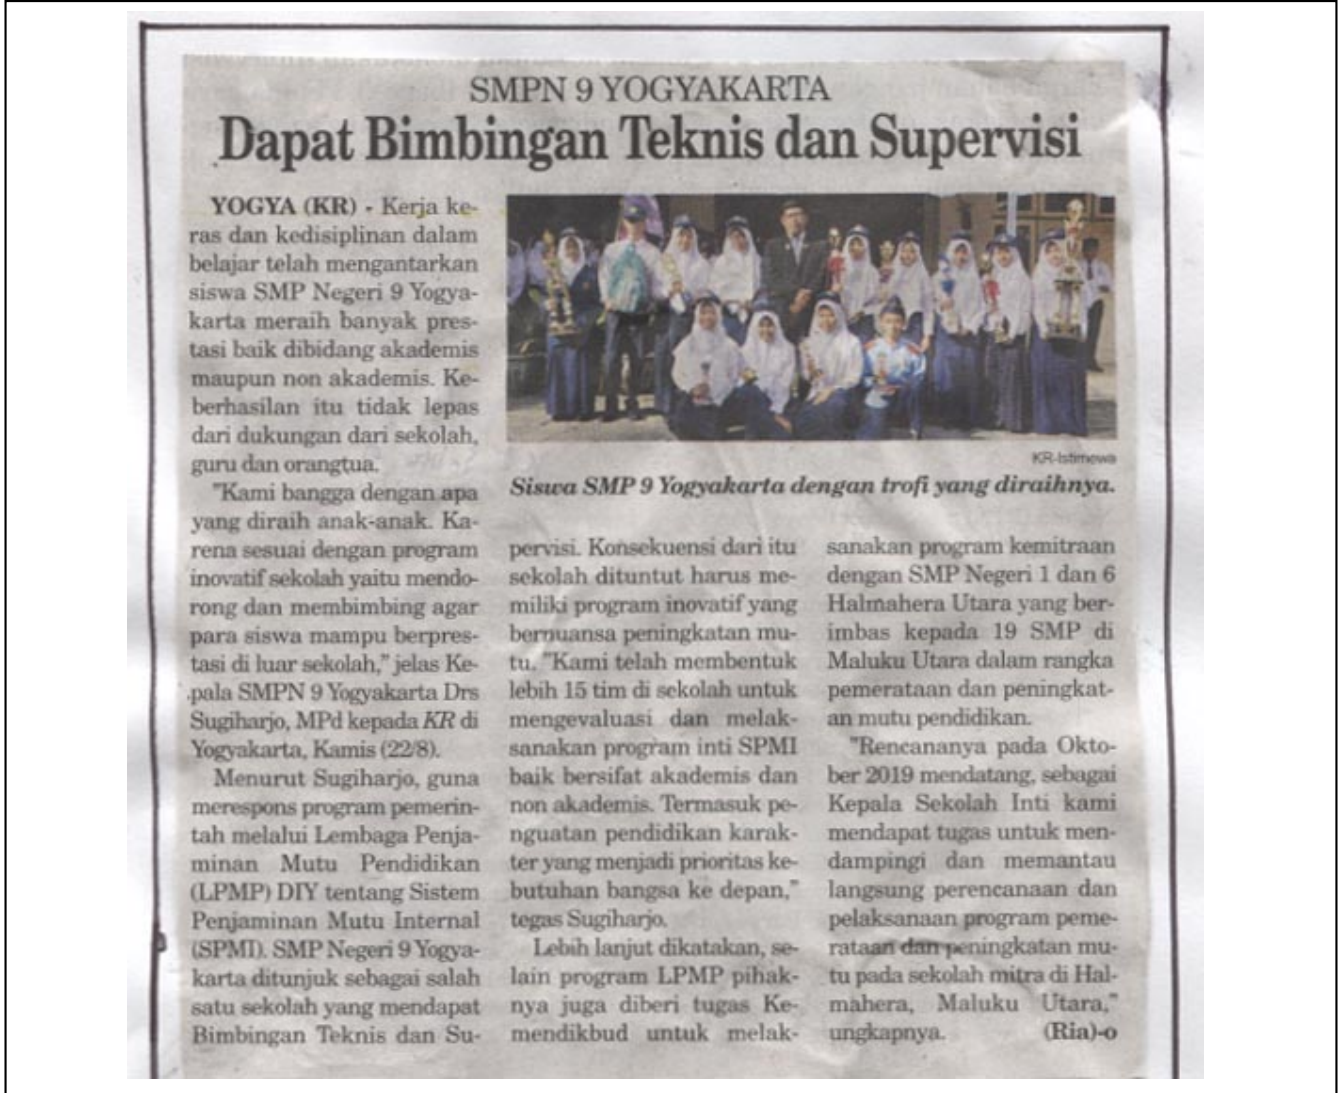 SMPN 9 YOGYAKARTA
Dapat Bimbingan Teknis dan Supervisi
YOGYA (KR) - Kerja ke-
ras dan kedisiplinan dalam
belajar telah mengantarkan
siswa SMP Negeri 9 Yogya-
karta meraih banyak pres-
tasi baik dibidang akademis
maupun non akademis. Ke-
berhasilan itu tidak lepas
dari dukungan dari sekolah,
guru dan orangtua.
"Kami bangga dengan apa
yang diraih anak-anak. Ka-
rena sesuai dengan program
inovatif sekolah yaitu mendo-
rong dan membimbing agar
para siswa mampu berpres-
tasi di luar sekolah," jelas Ke-
pala SMPN 9 Yogyakarta Drs
Sugiharjo, MPd kepada KR di
Yogyakarta, Kamis (22/8).
Menurut Sugiharjo, guna
merespons program pemerin-
tah melalui Lembaga Penja-
minan Mutu Pendidikan
(LPMP) DIY tentang Sistem
Penjaminan Mutu Internal
(SPMI). SMP Negeri 9 Yogya-
karta ditunjuk sebagai salah
satu sekolah yang mendapat
Bimbingan Teknis dan Su-
KR-Istimewa
Siswa SMP 9 Yogyakarta dengan trofi yang diraihnya.
pervisi. Konsekuensi dari itu
sekolah dituntut harus me-
miliki program inovatif yang
bernuansa peningkatan mu-
tu. "Kami telah membentuk
lebih 15 tim di sekolah untuk
mengevaluasi dan melak-
sanakan program inti SPMI
baik bersifat akademis dan
non akademis. Termasuk pe-
nguatan pendidikan karak-
ter yang menjadi prioritas ke-
butuhan bangsa ke depan,"
tegas Sugiharjo.
Lebih lanjut dikatakan, se-
lain program LPMP pihak-
nya juga diberi tugas Ke-
mendikbud untuk melak-
sanakan program kemitraan
dengan SMP Negeri 1 dan 6
Halmahera Utara yang ber-
imbas kepada 19 SMP di
Maluku Utara dalam rangka
pemerataan dan peningkat-
an mutu pendidikan.
"Rencananya pada Okto-
ber 2019 mendatang, sebagai
Kepala Sekolah Inti kami
mendapat tugas untuk men-
dampingi dan memantau
langsung perencanaan dan
pelaksanaan program peme-
rataan dan peningkatan mu-
tu pada sekolah mitra di Hal-
mahera, Maluku Utara,"
ungkapnya. (Ria)-o